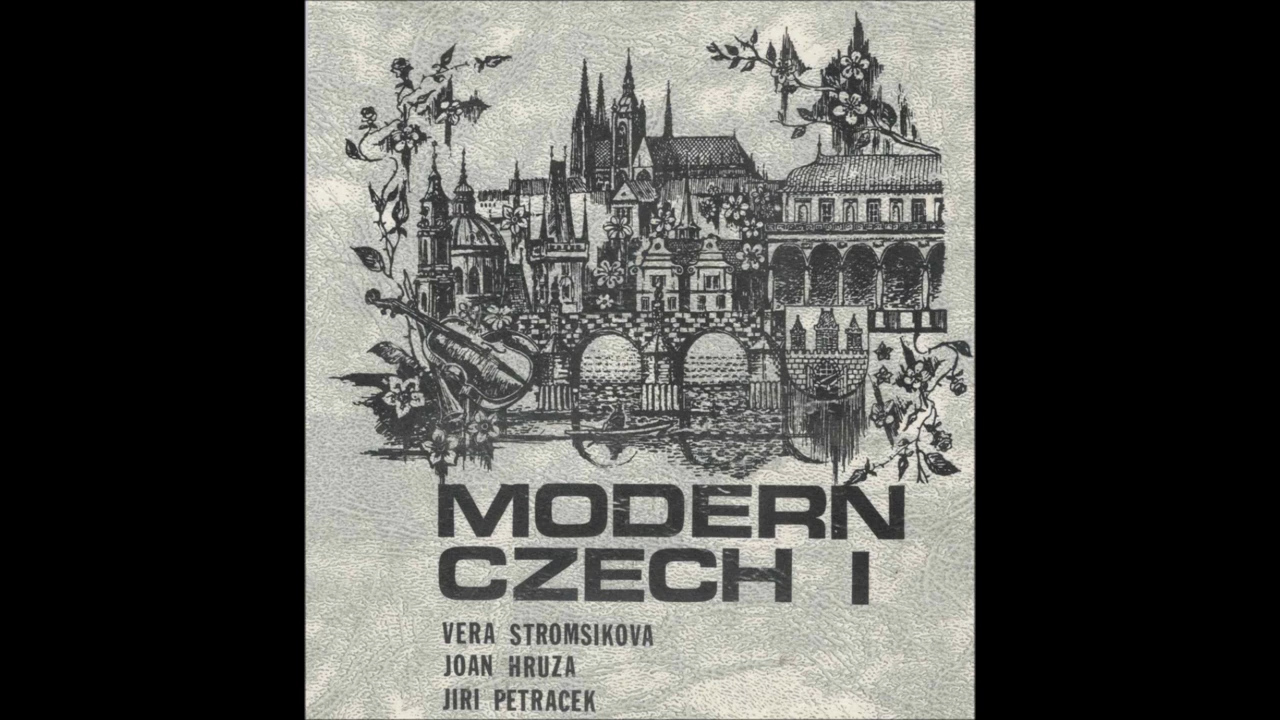 MODERN
CZECH I
VERA STROMSIKOVA
JOAN HRUZA
JIRI PETRACEK